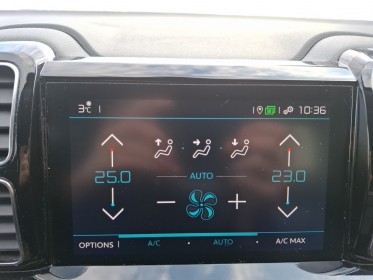 3°C 10:36
AUTO
25.0 23.0
OPTIONS A/C AUTO A/C MAX